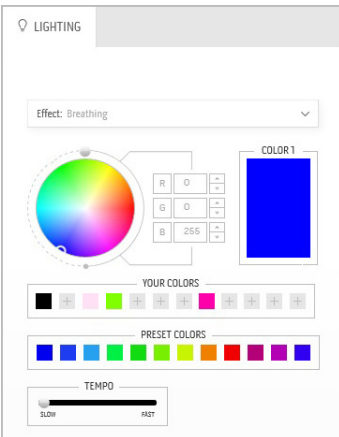 LIGHTING
Effect: Breathing
COLOR 1
R 0
G 0
B 255
YOUR COLORS
+ + + + + + + + +
PRESET COLORS
TEMPO
SLOW FAST